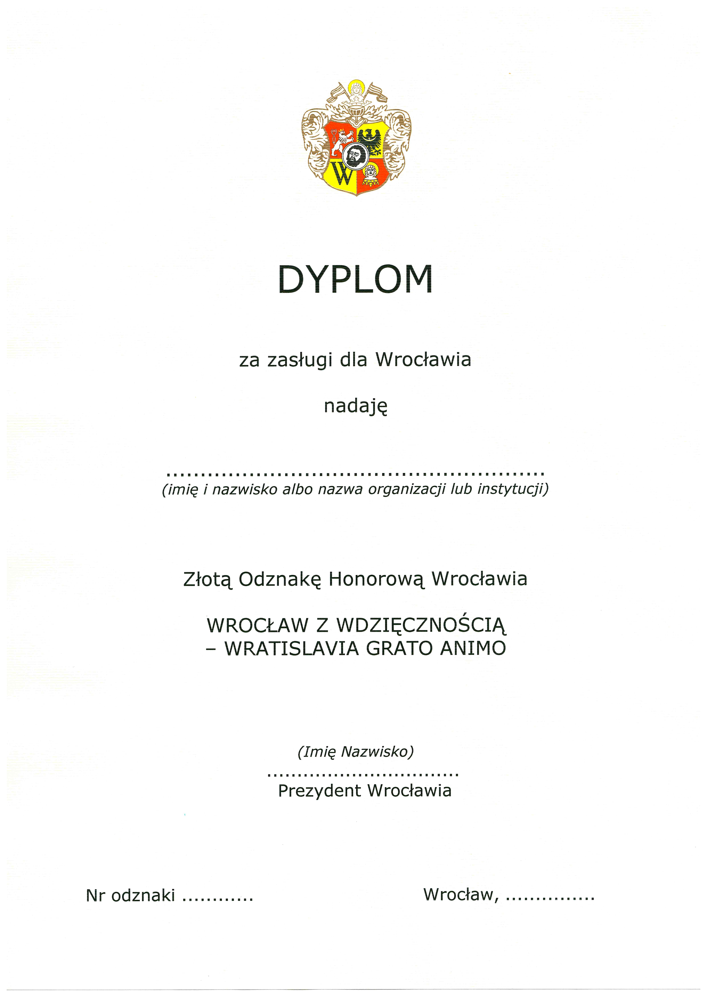 W
DYPLOM
za zasługi dla Wrocławia
nadaję
.......................................................
(imię i nazwisko albo nazwa organizacji lub instytucji)
Złotą Odznakę Honorową Wrocławia
WROCŁAW Z WDZIĘCZNOŚCIĄ
– WRATISLAVIA GRATO ANIMO
(Imię Nazwisko)
................................
Prezydent Wrocławia
Nr odznaki ............
Wrocław, ...............